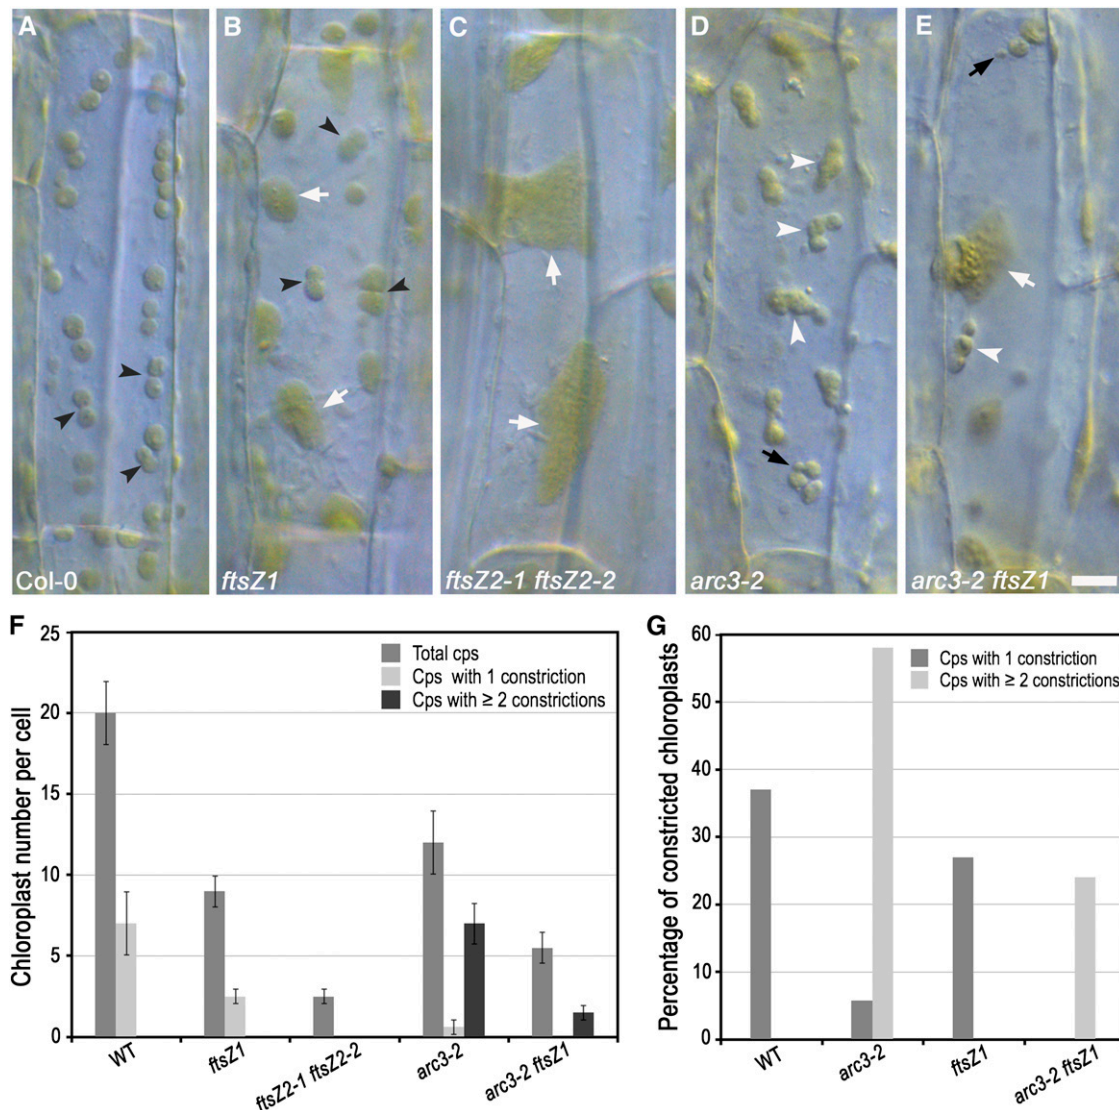 A B C D E
Col-0 ftsZ1 ftsZ2-1 ftsZ2-2 arc3-2 arc3-2 ftsZ1
F
Chloroplast number per cell
25
20
15
10
5
0
Total cps
Cps with 1 constriction
Cps with ≥ 2 constrictions
WT
ftsZ1
ftsZ2-1 ftsZ2-2
arc3-2
arc3-2 ftsZ1
G
Percentage of constricted chloroplasts
60
50
40
30
20
10
0
Cps with 1 constriction
Cps with ≥ 2 constrictions
WT
arc3-2
ftsZ1
arc3-2 ftsZ1